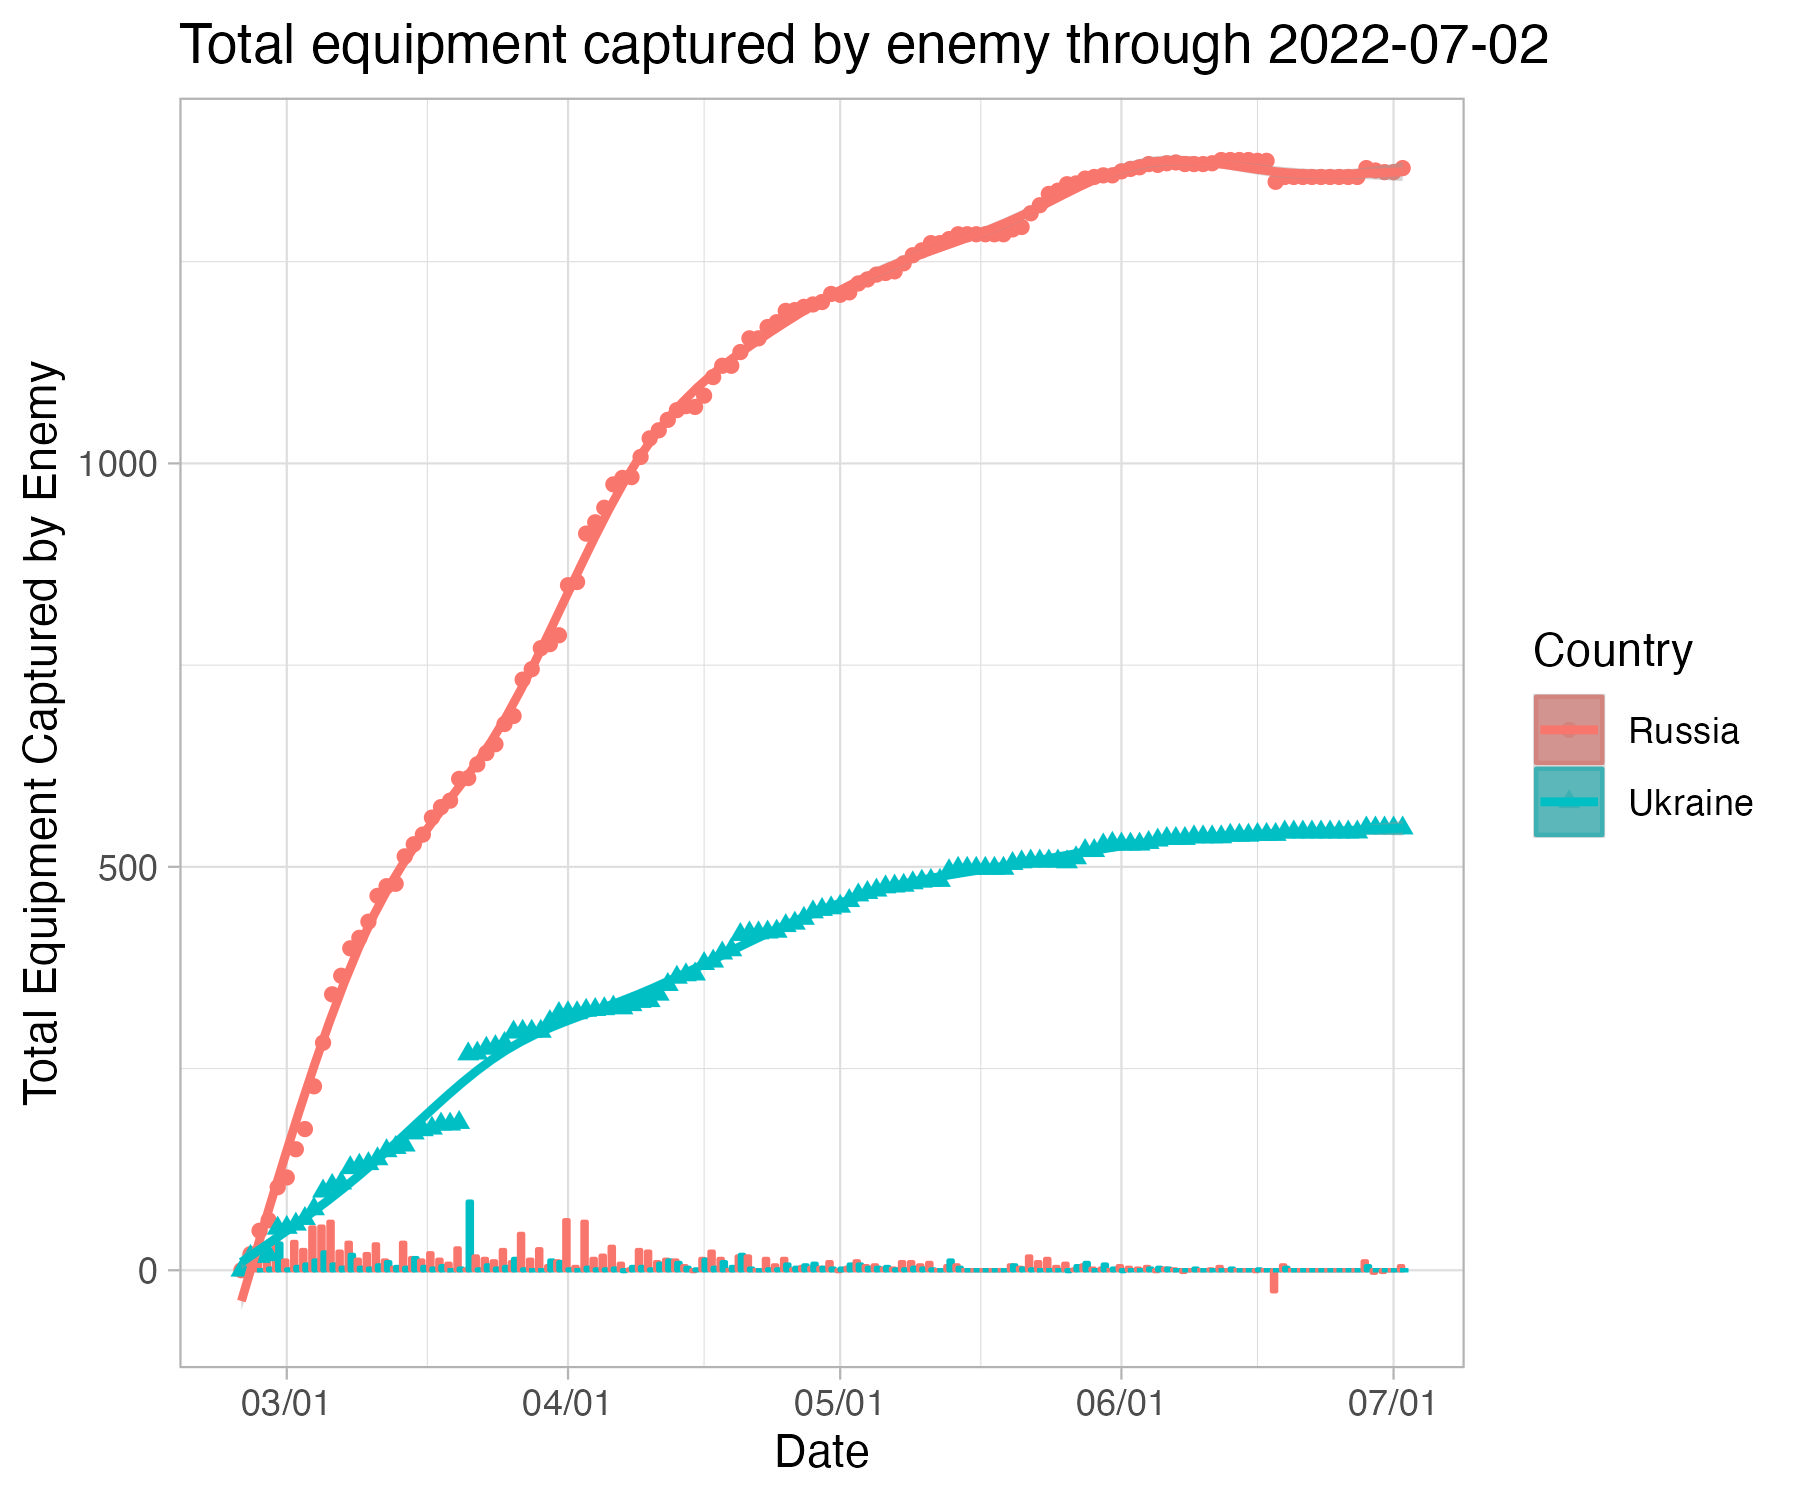 Total equipment captured by enemy through 2022-07-02
Total Equipment Captured by Enemy
1000
500
0
03/01
04/01
05/01
06/01
07/01
Date
Country
Russia
Ukraine